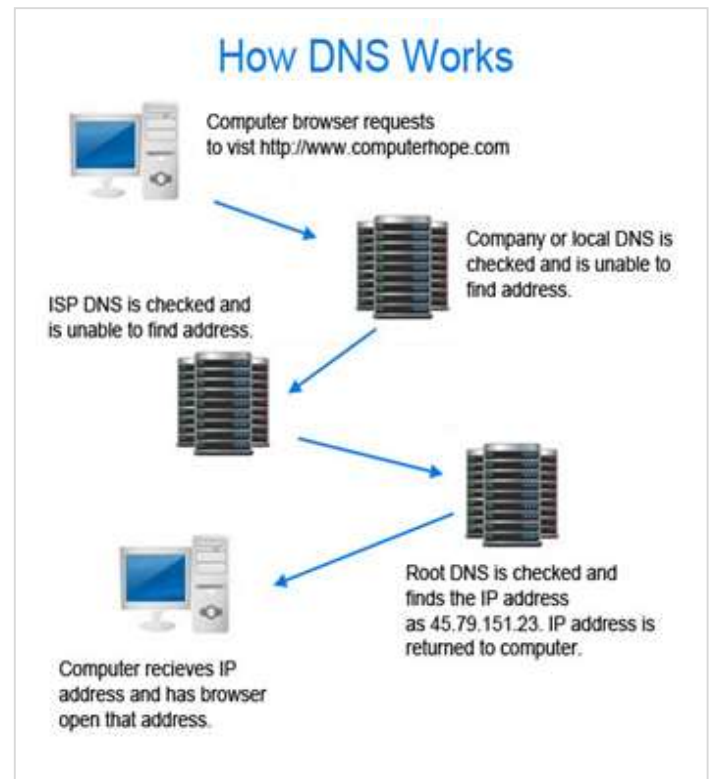 How DNS Works
Computer browser requests
to vist http://www.computerhope.com
Company or local DNS is
checked and is unable to
find address.
ISP DNS is checked and
is unable to find address.
Root DNS is checked and
finds the IP address
as 45.79.151.23. IP address is
returned to computer.
Computer recieves IP
address and has browser
open that address.